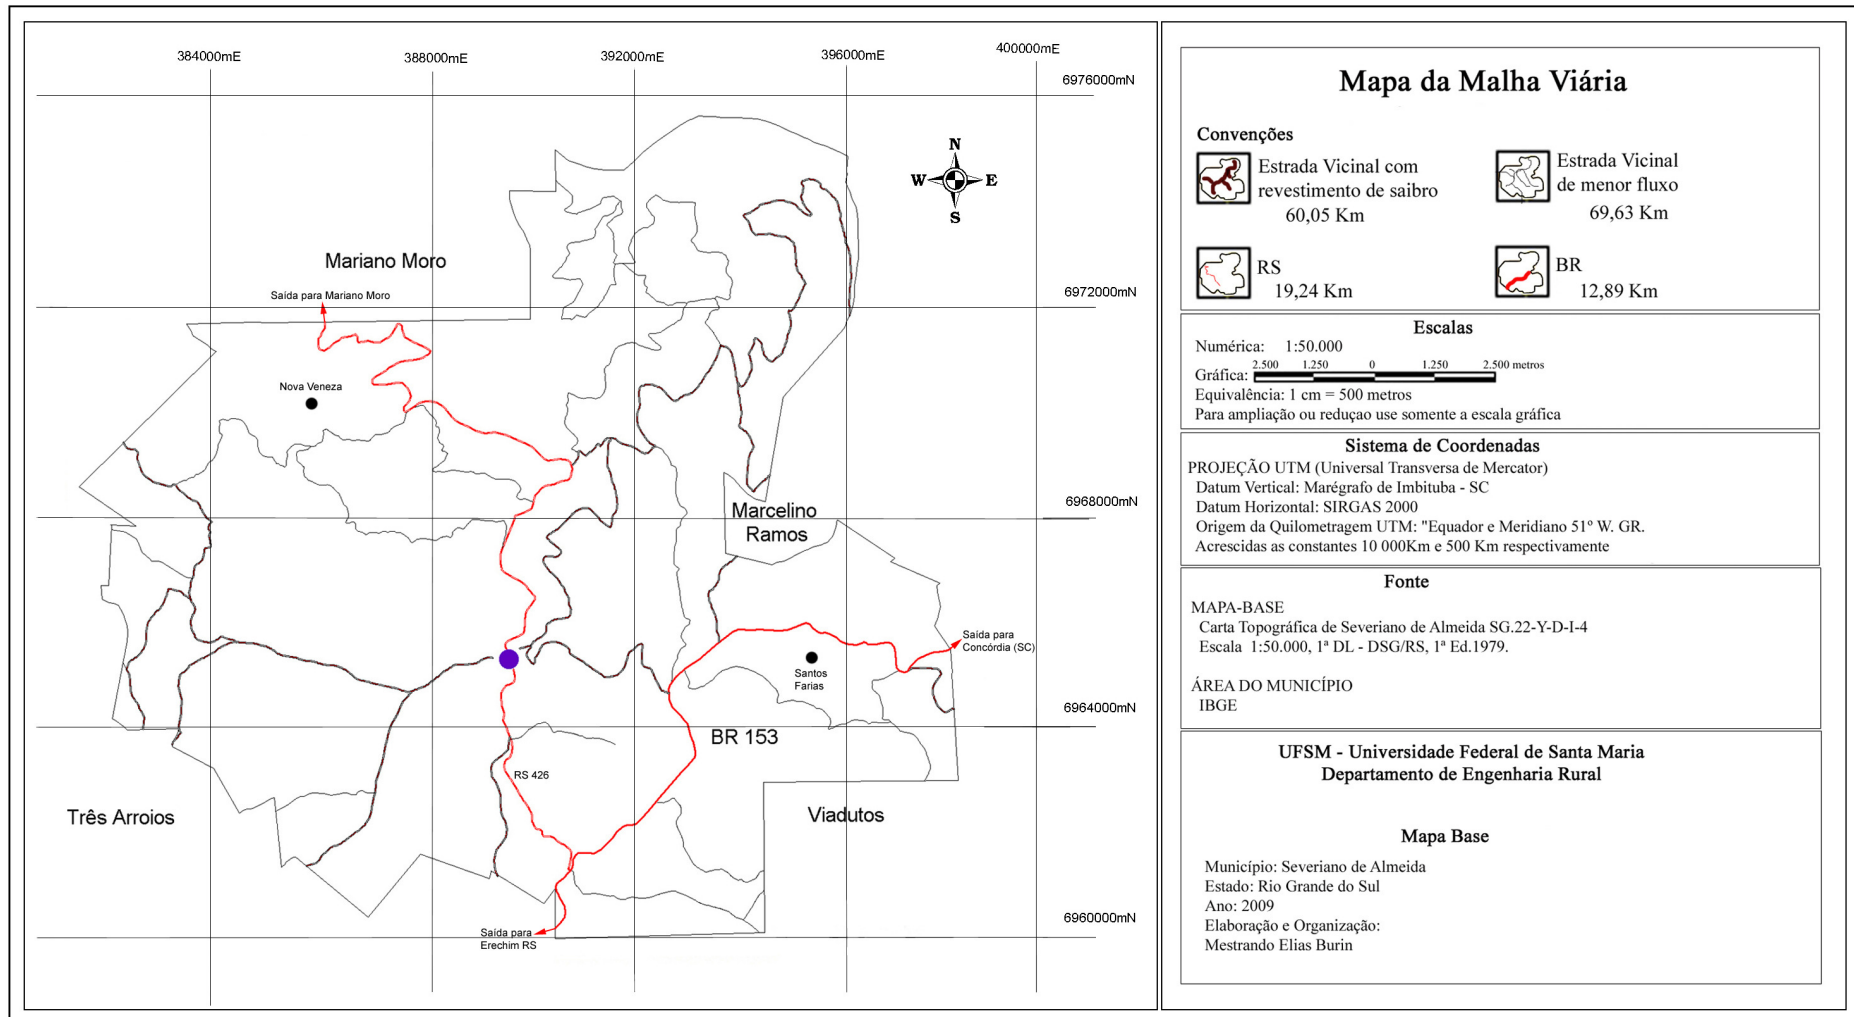 384000mE
388000mE
392000mE
396000mE
400000mE
6976000mN
N
W
E
S
Mariano Moro
Saída para Mariano Moro
6972000mN
Nova Veneza
6968000mN
Marcelino
Ramos
Saída para
Concórdia (SC)
Santos
Farias
6964000mN
BR 153
RS 426
Três Arroios
Viadutos
6960000mN
Saída para
Erechim RS
Mapa da Malha Viária
Convenções
Estrada Vicinal com
revestimento de saibro
60,05 Km
Estrada Vicinal
de menor fluxo
69,63 Km
RS
19,24 Km
BR
12,89 Km
Escalas
Numérica: 1:50.000
2.500 1.250 0 1.250 2.500 metros
Gráfica:
Equivalência: 1 cm = 500 metros
Para ampliação ou reduçao use somente a escala gráfica
Sistema de Coordenadas
PROJEÇÃO UTM (Universal Transversa de Mercator)
Datum Vertical: Marégrafo de Imbituba - SC
Datum Horizontal: SIRGAS 2000
Origem da Quilometragem UTM: "Equador e Meridiano 51º W. GR.
Acrescidas as constantes 10 000Km e 500 Km respectivamente
Fonte
MAPA-BASE
Carta Topográfica de Severiano de Almeida SG.22-Y-D-I-4
Escala 1:50.000, 1ª DL - DSG/RS, 1ª Ed.1979.
ÁREA DO MUNICÍPIO
IBGE
UFSM - Universidade Federal de Santa Maria
Departamento de Engenharia Rural
Mapa Base
Município: Severiano de Almeida
Estado: Rio Grande do Sul
Ano: 2009
Elaboração e Organização:
Mestrando Elias Burin